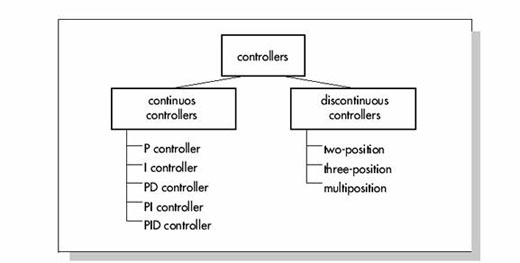 controllers
continuos
controllers
P controller
I controller
PD controller
PI controller
PID controller
discontinuous
controllers
two-position
three-position
multiposition